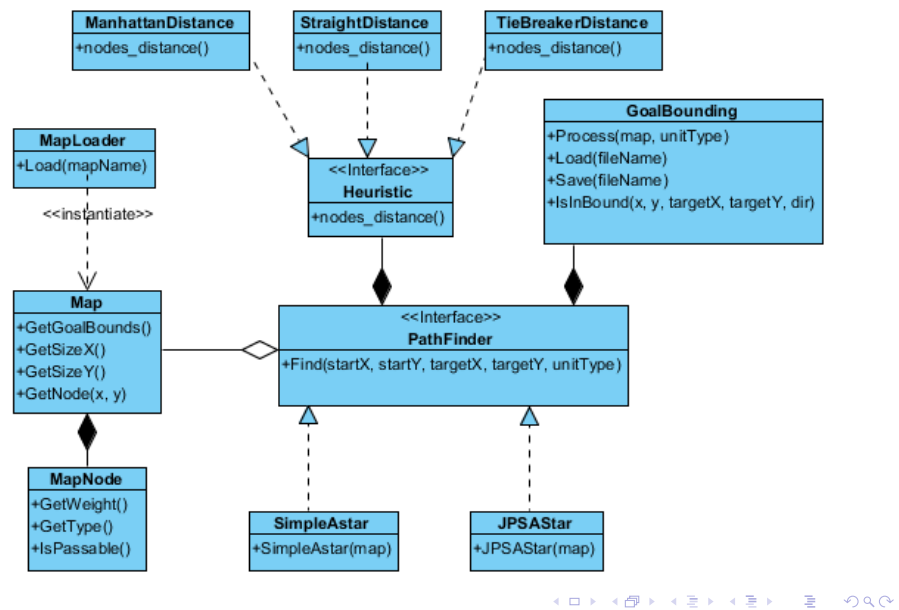 ManhattanDistance
+nodes_distance()
StraightDistance
+nodes_distance()
TieBreakerDistance
+nodes_distance()
GoalBounding
+Process(map, unitType)
+Load(fileName)
+Save(fileName)
+IsInBound(x, y, targetX, targetY, dir)
MapLoader
+Load(mapName)
<<instantiate>>
<<Interface>>
Heuristic
+nodes_distance()
Map
+GetGoalBounds()
+GetSizeX()
+GetSizeY()
+GetNode(x, y)
<<Interface>>
PathFinder
+Find(startX, startY, targetX, targetY, unitType)
MapNode
+GetWeight()
+GetType()
+IsPassable()
SimpleAstar
+SimpleAstar(map)
JPSAStar
+JPSAStar(map)